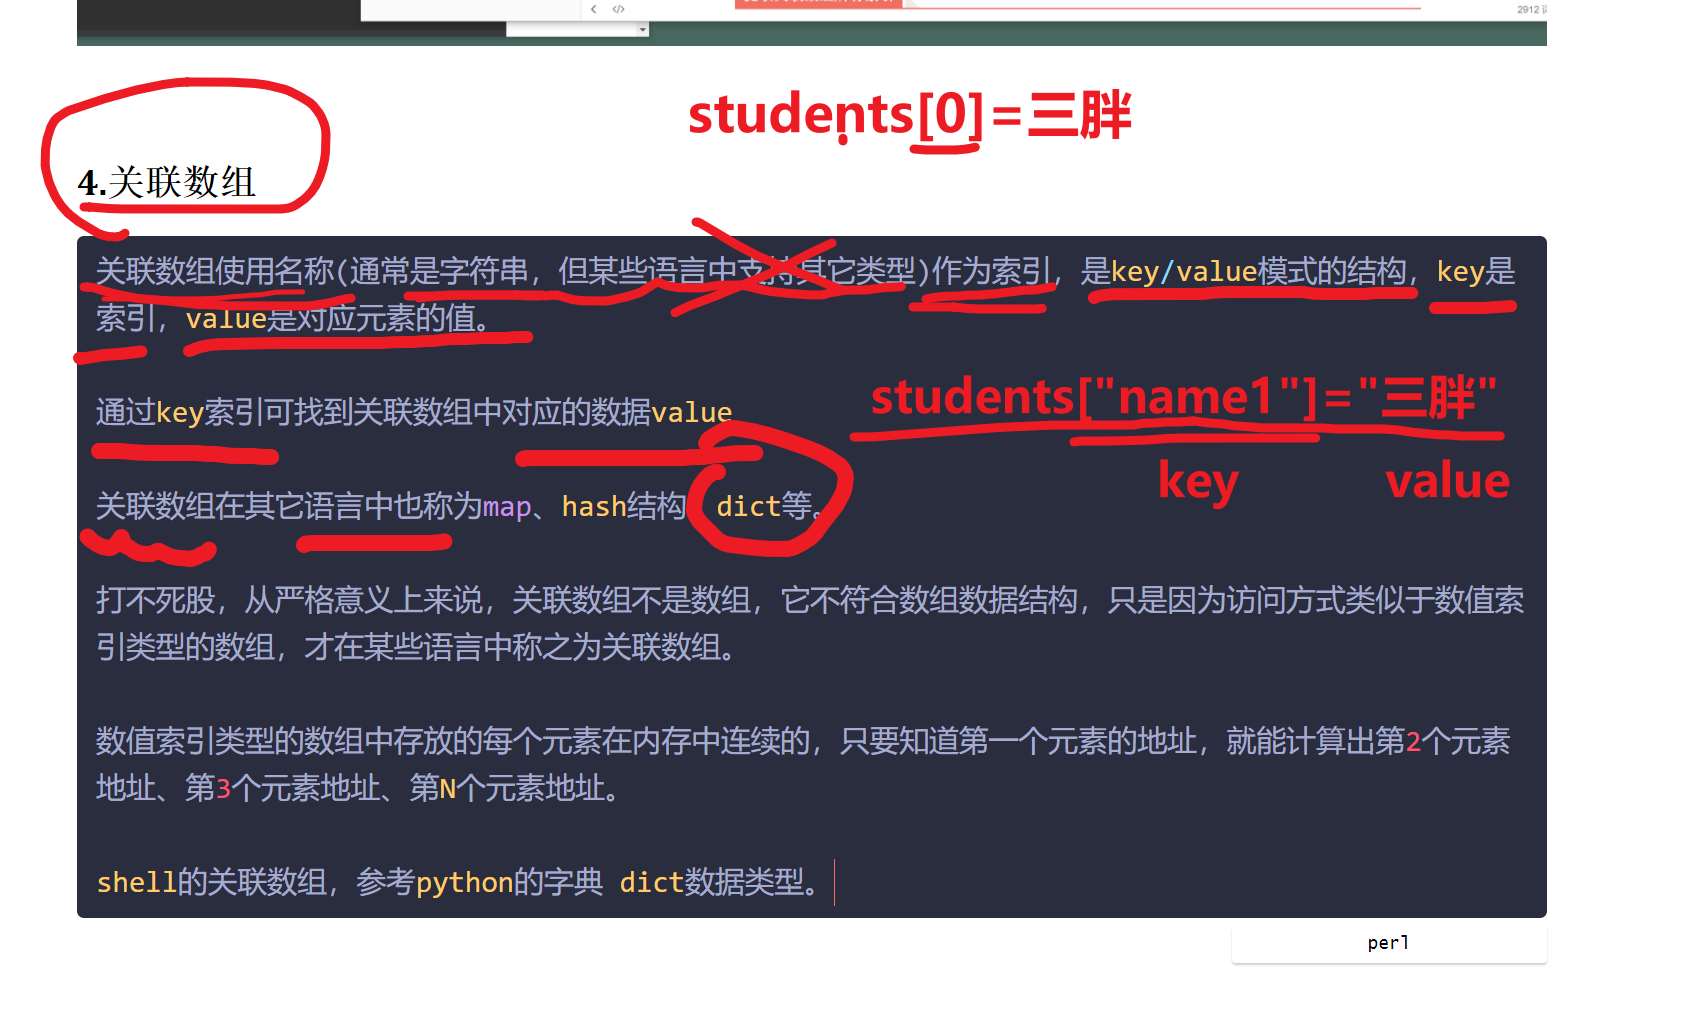 2912
students[0]=三胖
4.关联数组
关联数组使用名称(通常是字符串，但某些语言中支持其它类型)作为索引，是key/value模式的结构，key是
索引，value是对应元素的值。
students["name1"]="三胖"
通过key索引可找到关联数组中对应的数据value
key value
关联数组在其它语言中也称为map、hash结构、dict等。
打不死股，从严格意义上来说，关联数组不是数组，它不符合数组数据结构，只是因为访问方式类似于数值索
引类型的数组，才在某些语言中称之为关联数组。
数值索引类型的数组中存放的每个元素在内存中连续的，只要知道第一个元素的地址，就能计算出第2个元素
地址、第3个元素地址、第N个元素地址。
shell的关联数组，参考python的字典 dict数据类型。
perl